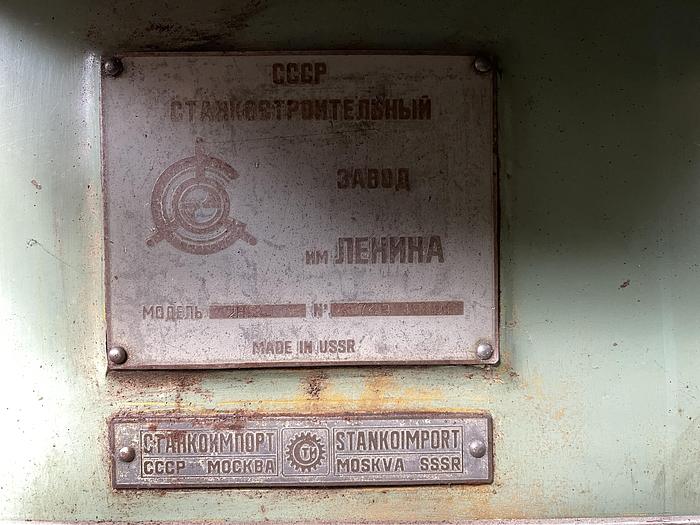 СССР
СТАНКОСТРОИТЕЛЬНЫЙ
ЗАВОД
им ЛЕНИНА
МОДЕЛЬ № 
MADE IN USSR
СТАНКОИМПОРТ STANKOIMPORT
СССР МОСКВА MOSKVA SSSR